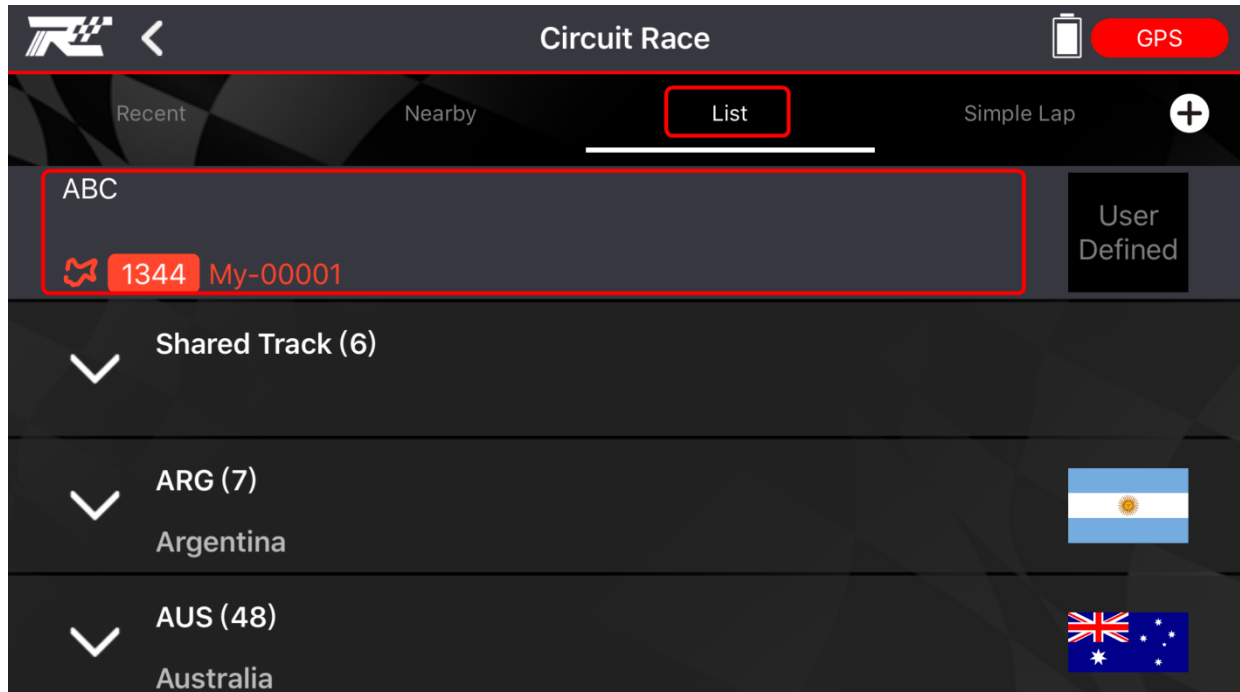 Circuit Race
GPS
Recent
Nearby
List
Simple Lap
ABC
1344 My-00001
User
Defined
Shared Track (6)
ARG (7)
Argentina
AUS (48)
Australia